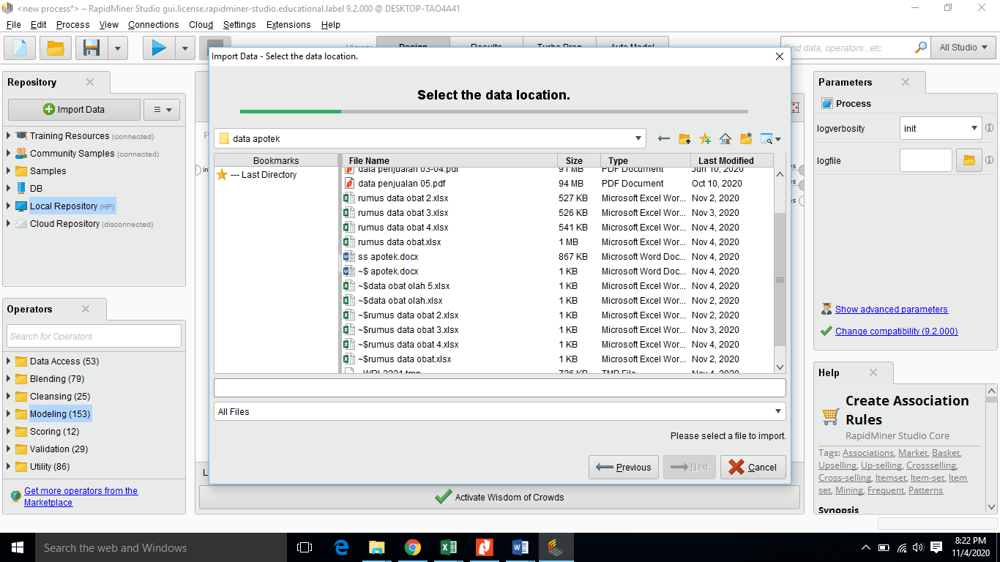 <new process*> – RapidMiner Studio gui.license.rapidminer-studio.educational.label 9.2.000 @ DESKTOP-TAO4A41
File Edit Process View Connections Cloud Settings Extensions Help
Views: Design Results Turbo Prep Auto Model
Find data, operators...etc
All Studio
Repository
Import Data
Training Resources (connected)
Community Samples (connected)
Samples
DB
Local Repository (HP)
Cloud Repository (disconnected)
Operators
Search for Operators
Data Access (53)
Blending (79)
Cleansing (25)
Modeling (153)
Scoring (12)
Validation (29)
Utility (86)
Get more operators from the
Marketplace
Import Data - Select the data location.
Select the data location.
data apotek
Bookmarks
--- Last Directory
File Name Size Type Last Modified
data penjualan 03-04.pdf 91 MB PDF Document Jun 10, 2020
data penjualan 05.pdf 94 MB PDF Document Oct 10, 2020
rumus data obat 2.xlsx 527 KB Microsoft Excel Wor... Nov 2, 2020
rumus data obat 3.xlsx 526 KB Microsoft Excel Wor... Nov 3, 2020
rumus data obat 4.xlsx 541 KB Microsoft Excel Wor... Nov 4, 2020
rumus data obat.xlsx 1 MB Microsoft Excel Wor... Nov 4, 2020
ss apotek.docx 867 KB Microsoft Word Doc... Nov 4, 2020
~$ apotek.docx 1 KB Microsoft Word Doc... Nov 4, 2020
~$data obat olah 5.xlsx 1 KB Microsoft Excel Wor... Nov 4, 2020
~$data obat olah.xlsx 1 KB Microsoft Excel Wor... Nov 2, 2020
~$rumus data obat 2.xlsx 1 KB Microsoft Excel Wor... Nov 2, 2020
~$rumus data obat 3.xlsx 1 KB Microsoft Excel Wor... Nov 3, 2020
~$rumus data obat 4.xlsx 1 KB Microsoft Excel Wor... Nov 4, 2020
~$rumus data obat.xlsx 1 KB Microsoft Excel Wor... Nov 2, 2020
All Files
Please select a file to import.
Previous Next Cancel
Activate Wisdom of Crowds
Parameters
Process
logverbosity init
logfile
Show advanced parameters
Change compatibility (9.2.000)
Help
Create Association
Rules
RapidMiner Studio Core
Tags: Associations, Market, Basket,
Upselling, Up-selling, Crossselling,
Cross-selling, Itemset, Item-set, Item
set, Mining, Frequent, Patterns
Synopsis
Search the web and Windows
8:22 PM
11/4/2020